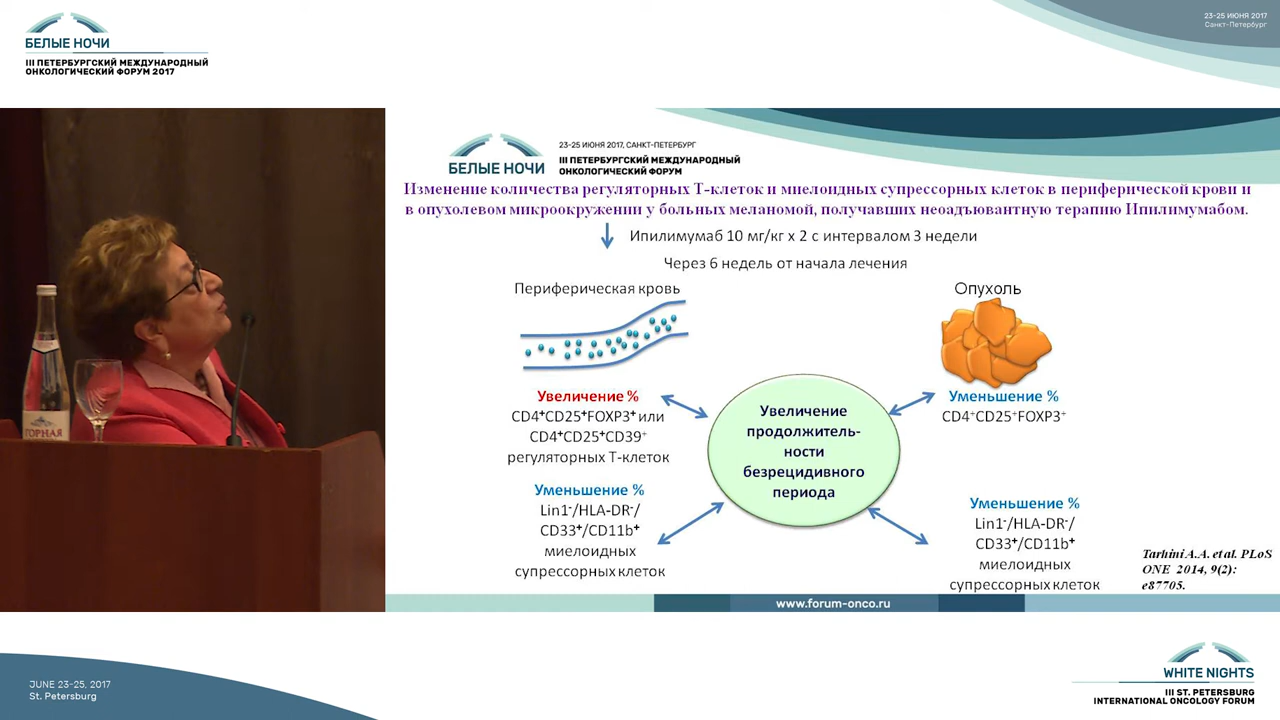 БЕЛЫЕ НОЧИ
III ПЕТЕРБУРГСКИЙ МЕЖДУНАРОДНЫЙ
ОНКОЛОГИЧЕСКИЙ ФОРУМ 2017
23-25 ИЮНЯ 2017
Санкт-Петербург
БЕЛЫЕ НОЧИ
23-25 ИЮНЯ 2017, САНКТ-ПЕТЕРБУРГ
III ПЕТЕРБУРГСКИЙ МЕЖДУНАРОДНЫЙ
ОНКОЛОГИЧЕСКИЙ ФОРУМ
Изменение количества регуляторных Т-клеток и миелоидных супрессорных клеток в периферической крови и
в опухолевом микроокружении у больных меланомой, получавших неоадъювантную терапию Ипилимумабом.
Ипилимумаб 10 мг/кг x 2 с интервалом 3 недели
Через 6 недель от начала лечения
Периферическая кровь
Увеличение %
CD4⁺CD25⁺FOXP3⁺ или
CD4⁺CD25⁺CD39⁺
регуляторных Т-клеток
Уменьшение %
Lin1⁻/HLA-DR⁻/
CD33⁺/CD11b⁺
миелоидных
супрессорных клеток
Увеличение
продолжитель-
ности
безрецидивного
периода
Опухоль
Уменьшение %
CD4⁺CD25⁺FOXP3⁺
Уменьшение %
Lin1⁻/HLA-DR⁻/
CD33⁺/CD11b⁺
миелоидных
супрессорных клеток
Tarhini A.A. et al. PLoS
ONE 2014, 9(2):
e87705.
www.forum-onco.ru
ГОРНАЯ
JUNE 23-25, 2017
St. Petersburg
WHITE NIGHTS
III ST. PETERSBURG
INTERNATIONAL ONCOLOGY FORUM